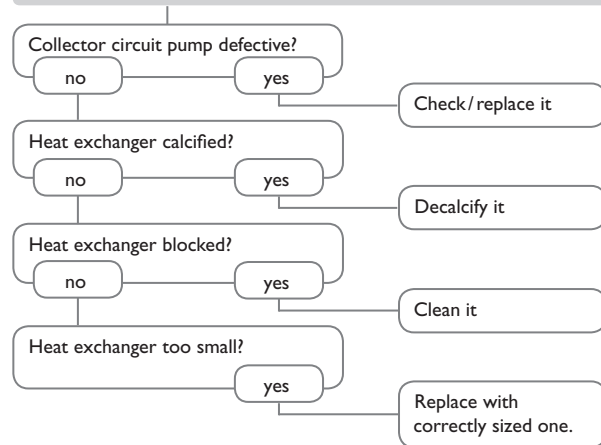 Collector circuit pump defective?
no
yes
Check / replace it
Heat exchanger calcified?
no
yes
Decalcify it
Heat exchanger blocked?
no
yes
Clean it
Heat exchanger too small?
yes
Replace with
correctly sized one.